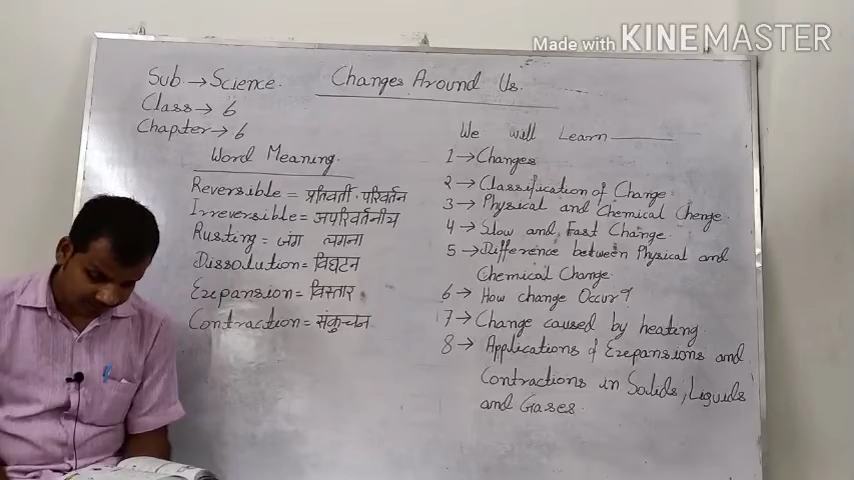 Made with KINEMASTER
Sub → Science.
Changes Around Us.
Class → 6
Chapter → 6
Word Meaning.
Reversible = प्रतिवर्ती परिवर्तन
Irreversible = अपरिवर्तनीय
Rusting = जंग लगना
Dissolution = विघटन
Exepansion = विस्तार
Contraction = संकुचन
We will Learn
1 → Changes
2 → Classification of Change
3 → Physical and Chemical Chenge.
4 → Slow and Fast Change
5 → Difference between Physical and
Chemical Change.
6 → How change Occur?
7 → Change caused by heating
8 → Applications of Exepansions and
Contractions in Solids, Liquids
and Gases.